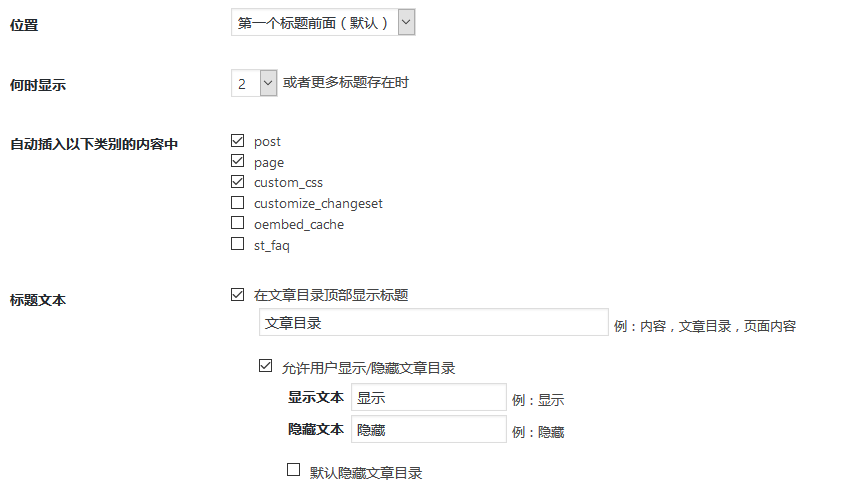 位置 第一个标题前面（默认）
何时显示 2 或者更多标题存在时
自动插入以下类别的内容中 post
page
custom_css
customize_changeset
oembed_cache
st_faq
标题文本 在文章目录顶部显示标题
文章目录 例：内容，文章目录，页面内容
允许用户显示/隐藏文章目录
显示文本 显示 例：显示
隐藏文本 隐藏 例：隐藏
默认隐藏文章目录